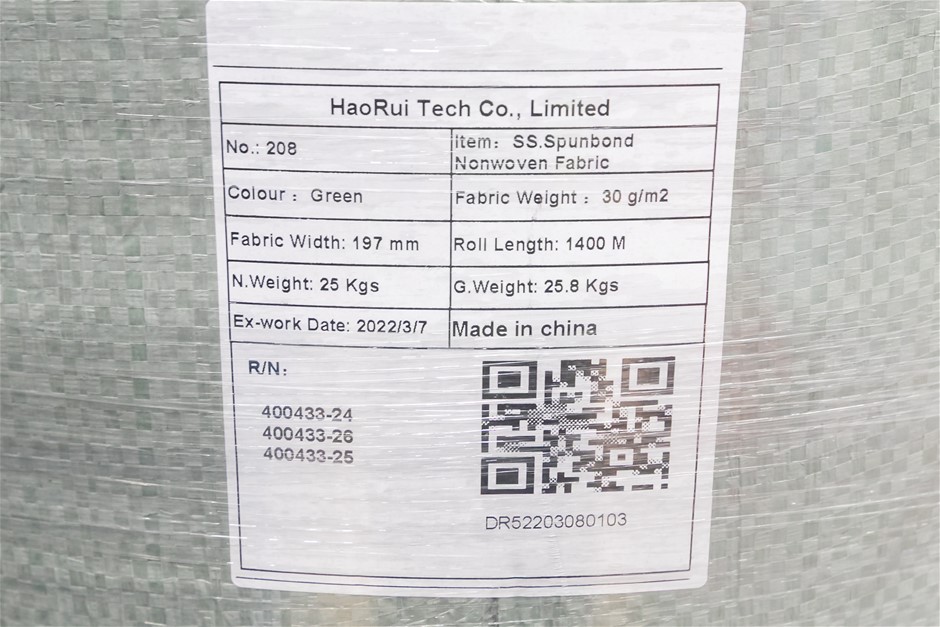 HaoRui Tech Co., Limited
No.: 208
Item： SS.Spunbond
Nonwoven Fabric
Colour： Green
Fabric Weight： 30 g/m2
Fabric Width: 197 mm
Roll Length: 1400 M
N.Weight: 25 Kgs
G.Weight: 25.8 Kgs
Ex-work Date: 2022/3/7
Made in china
R/N：
400433-24
400433-26
400433-25
DR52203080103